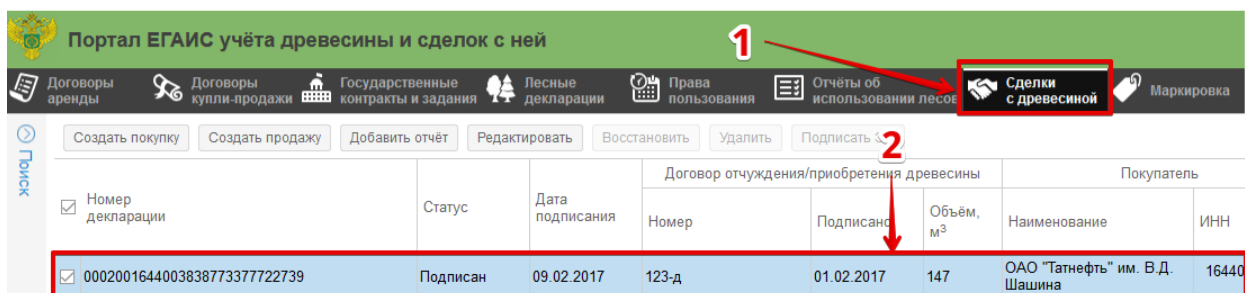 Портал ЕГАИС учёта древесины и сделок с ней
1
Договоры
аренды
Договоры
купли-продажи
Государственные
контракты и задания
Лесные
декларации
Права
пользования
Отчёты об
использовании лесов
Сделки
с древесиной
Маркировка
Поиск
Создать покупку
Создать продажу
Добавить отчёт
Редактировать
Восстановить
Удалить
Подписать
2
Договор отчуждения/приобретения древесины
Покупатель
Номер
декларации
Статус
Дата
подписания
Номер
Подписано
Объём,
м3
Наименование
ИНН
0002001644003838773377722739
Подписан
09.02.2017
123-д
01.02.2017
147
ОАО "Татнефть" им. В.Д.
Шашина
16440